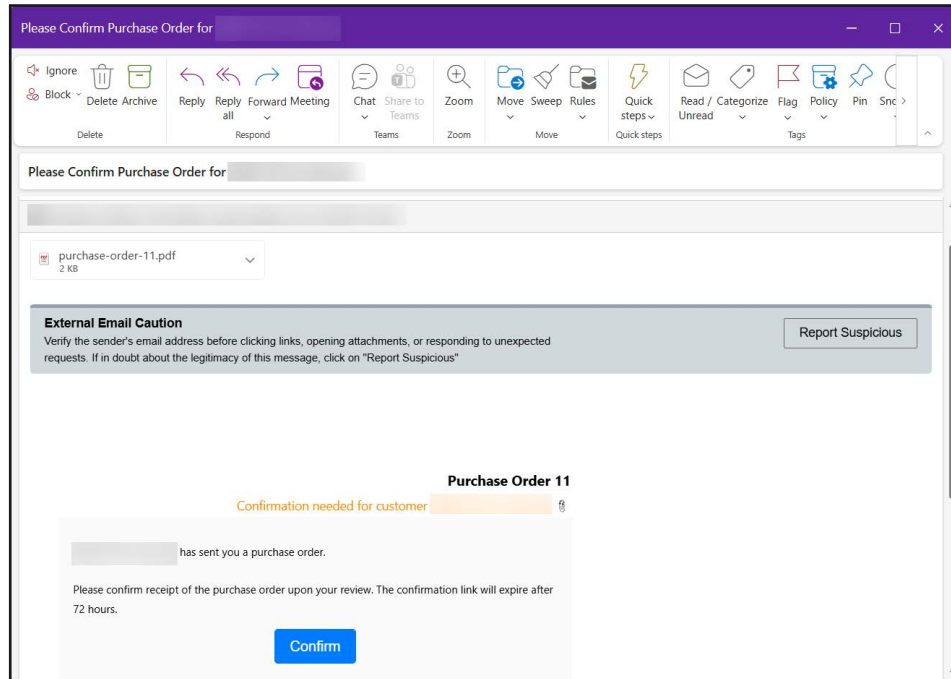 Please Confirm Purchase Order for
Ignore
Block
Delete Archive
Reply Reply all Forward Meeting
Chat Share to Teams
Zoom
Move Sweep Rules
Quick steps
Read / Unread Categorize Flag Policy Pin
Delete Respond Teams Zoom Move Quick steps Tags
Please Confirm Purchase Order for
purchase-order-11.pdf
2 KB
External Email Caution
Verify the sender's email address before clicking links, opening attachments, or responding to unexpected
requests. If in doubt about the legitimacy of this message, click on "Report Suspicious"
Report Suspicious
Purchase Order 11
Confirmation needed for customer
has sent you a purchase order.
Please confirm receipt of the purchase order upon your review. The confirmation link will expire after
72 hours.
Confirm